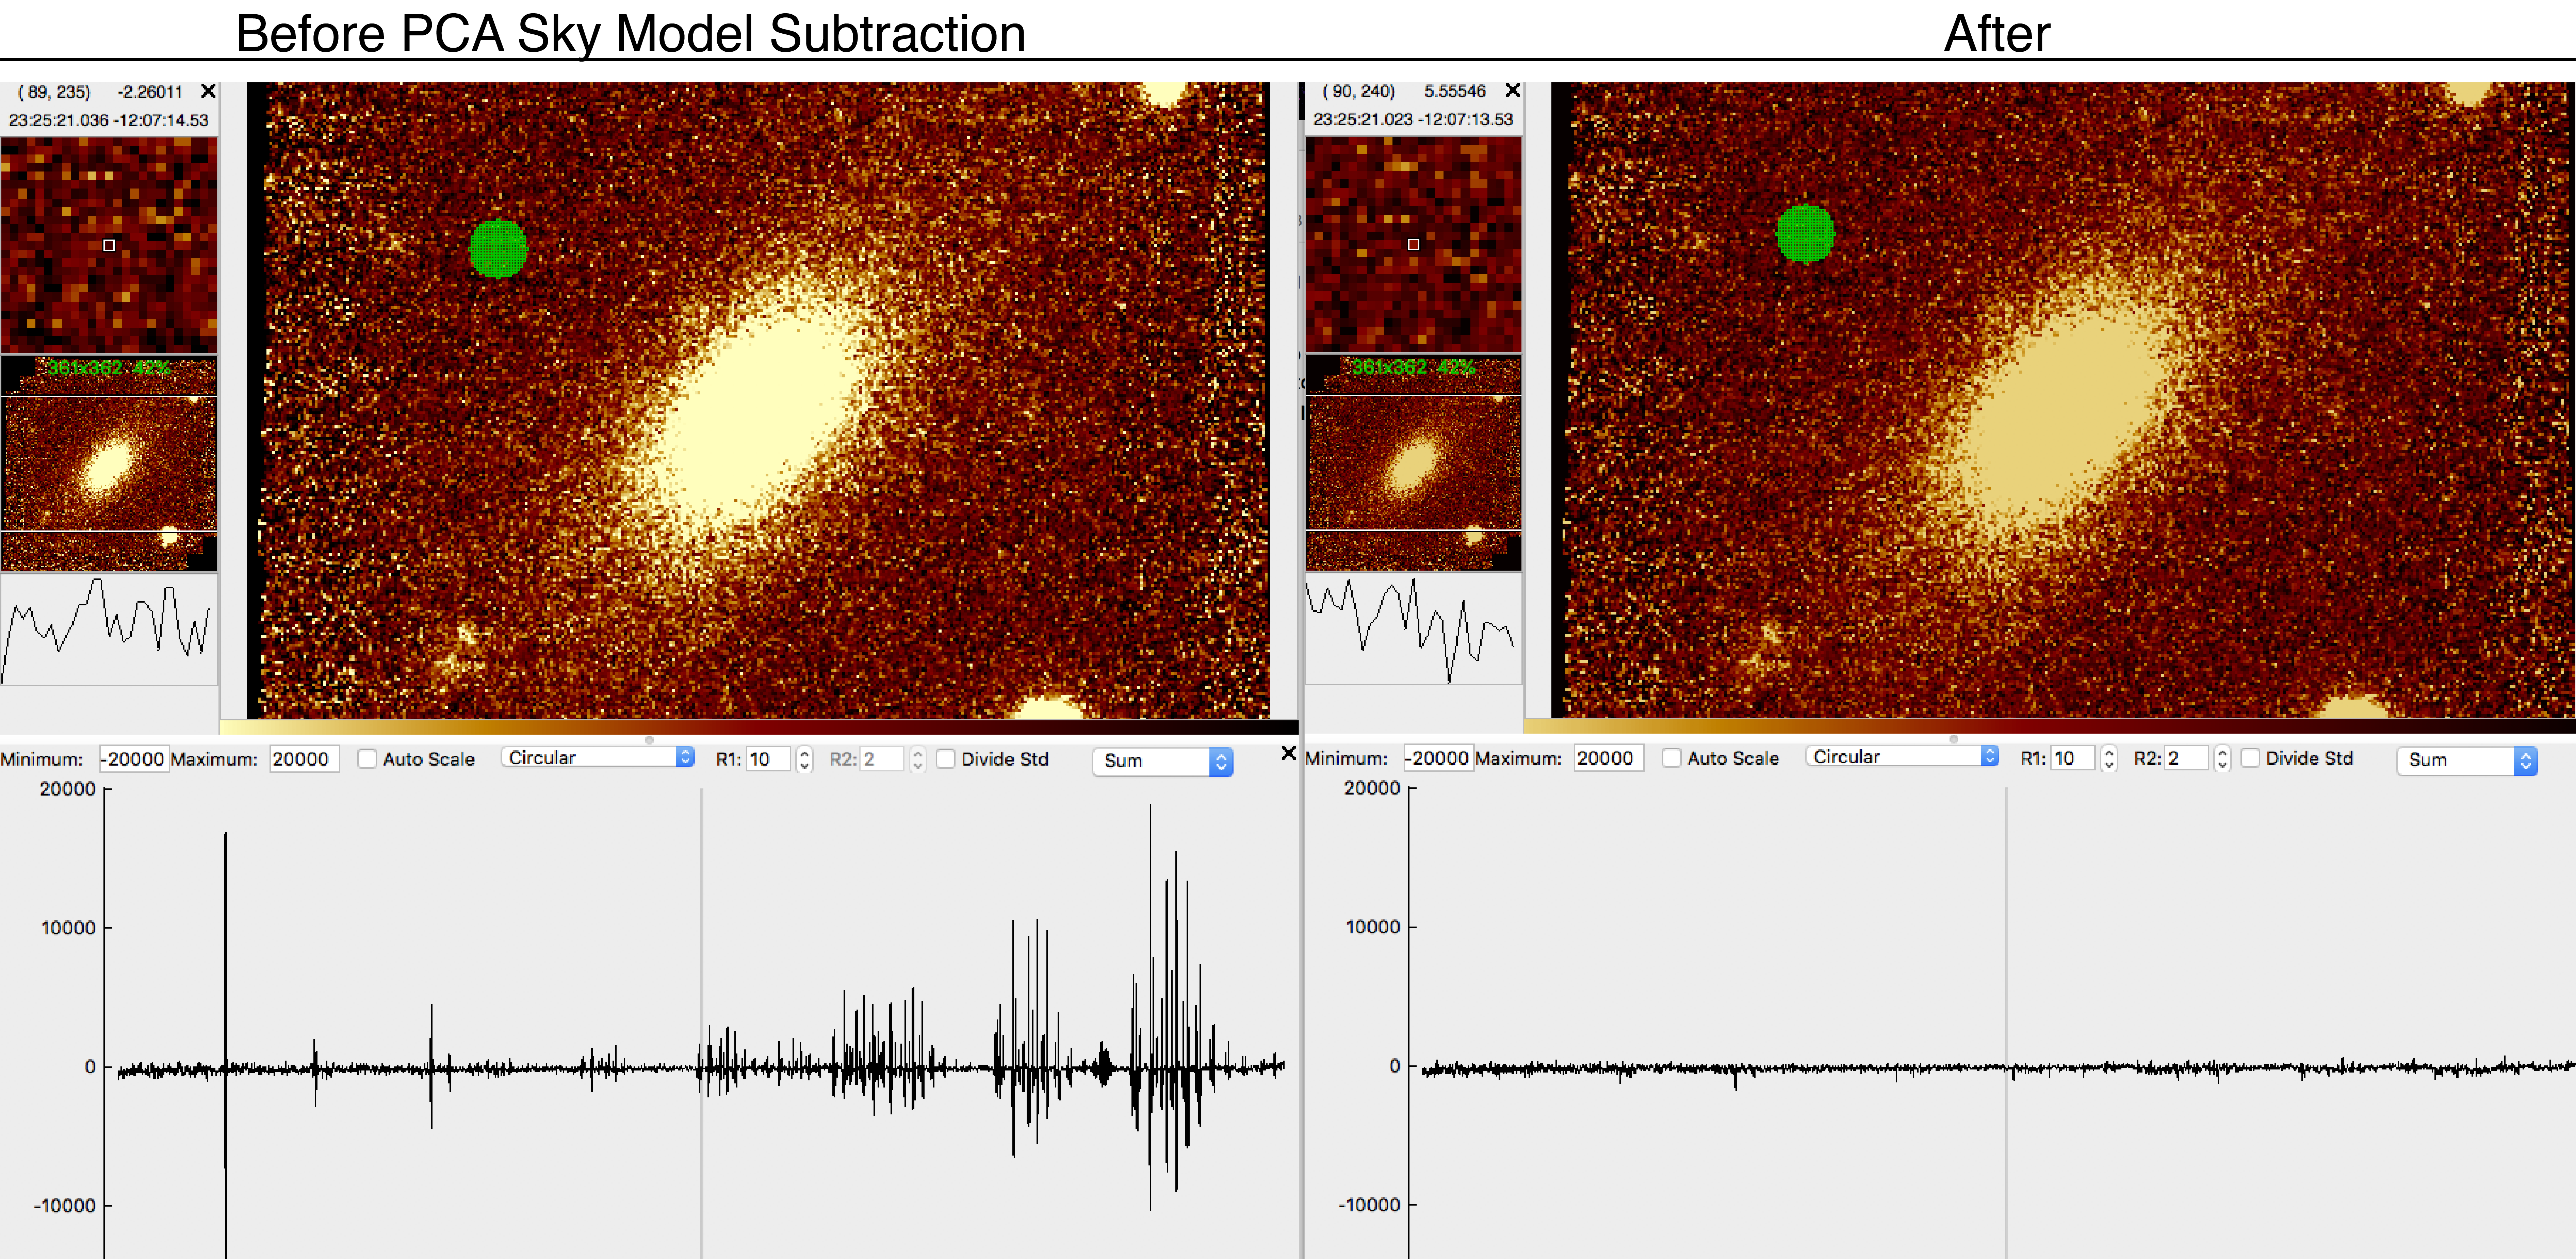 Before PCA Sky Model Subtraction
After
( 89, 235) -2.26011
23:25:21.036 -12:07:14.53
361x362 42%
Minimum: -20000 Maximum: 20000 Auto Scale Circular R1: 10 R2: 2 Divide Std Sum
20000
10000
0
-10000
( 90, 240) 5.55546
23:25:21.023 -12:07:13.53
361x362 42%
Minimum: -20000 Maximum: 20000 Auto Scale Circular R1: 10 R2: 2 Divide Std Sum
20000
10000
0
-10000